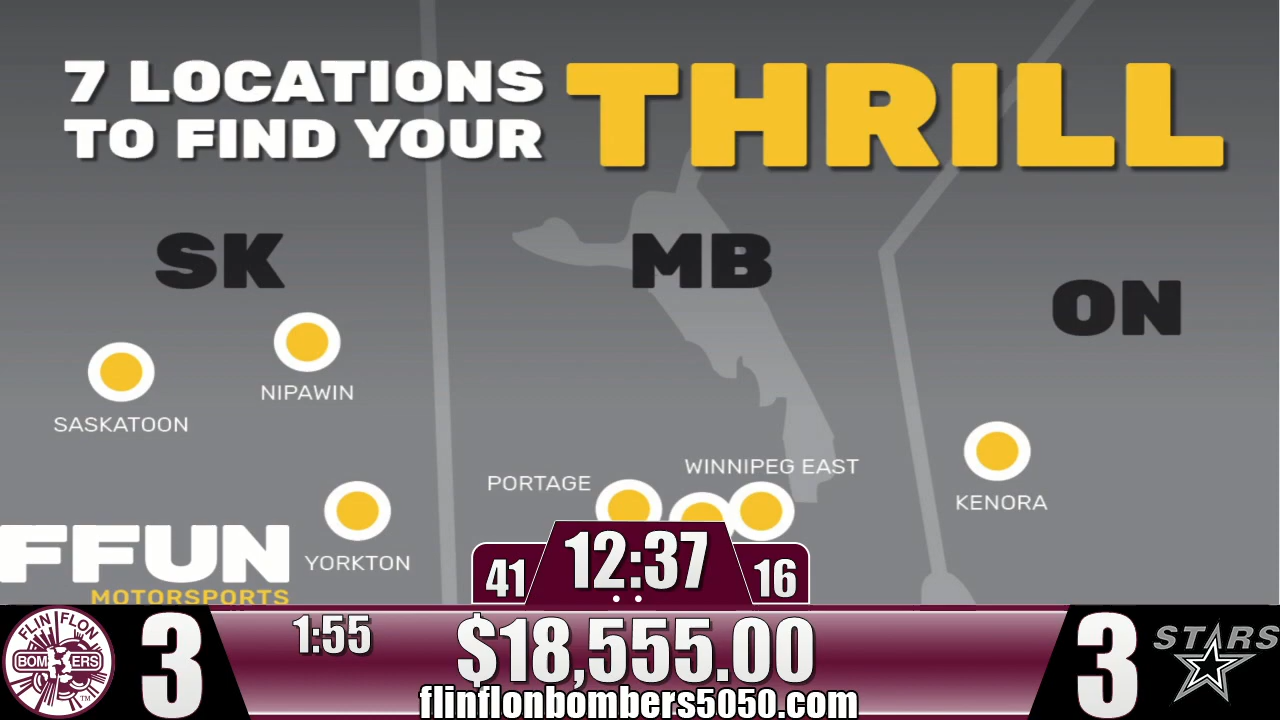 7 LOCATIONS
TO FIND YOUR
THRILL
SK
MB
ON
NIPAWIN
SASKATOON
WINNIPEG EAST
PORTAGE
KENORA
YORKTON
FFUN
MOTORSPORTS
41
12:37
16
FLIN FLON
BOMBERS
TM
3
1:55
$18,555.00
3
STARS
flinflonbombers5050.com